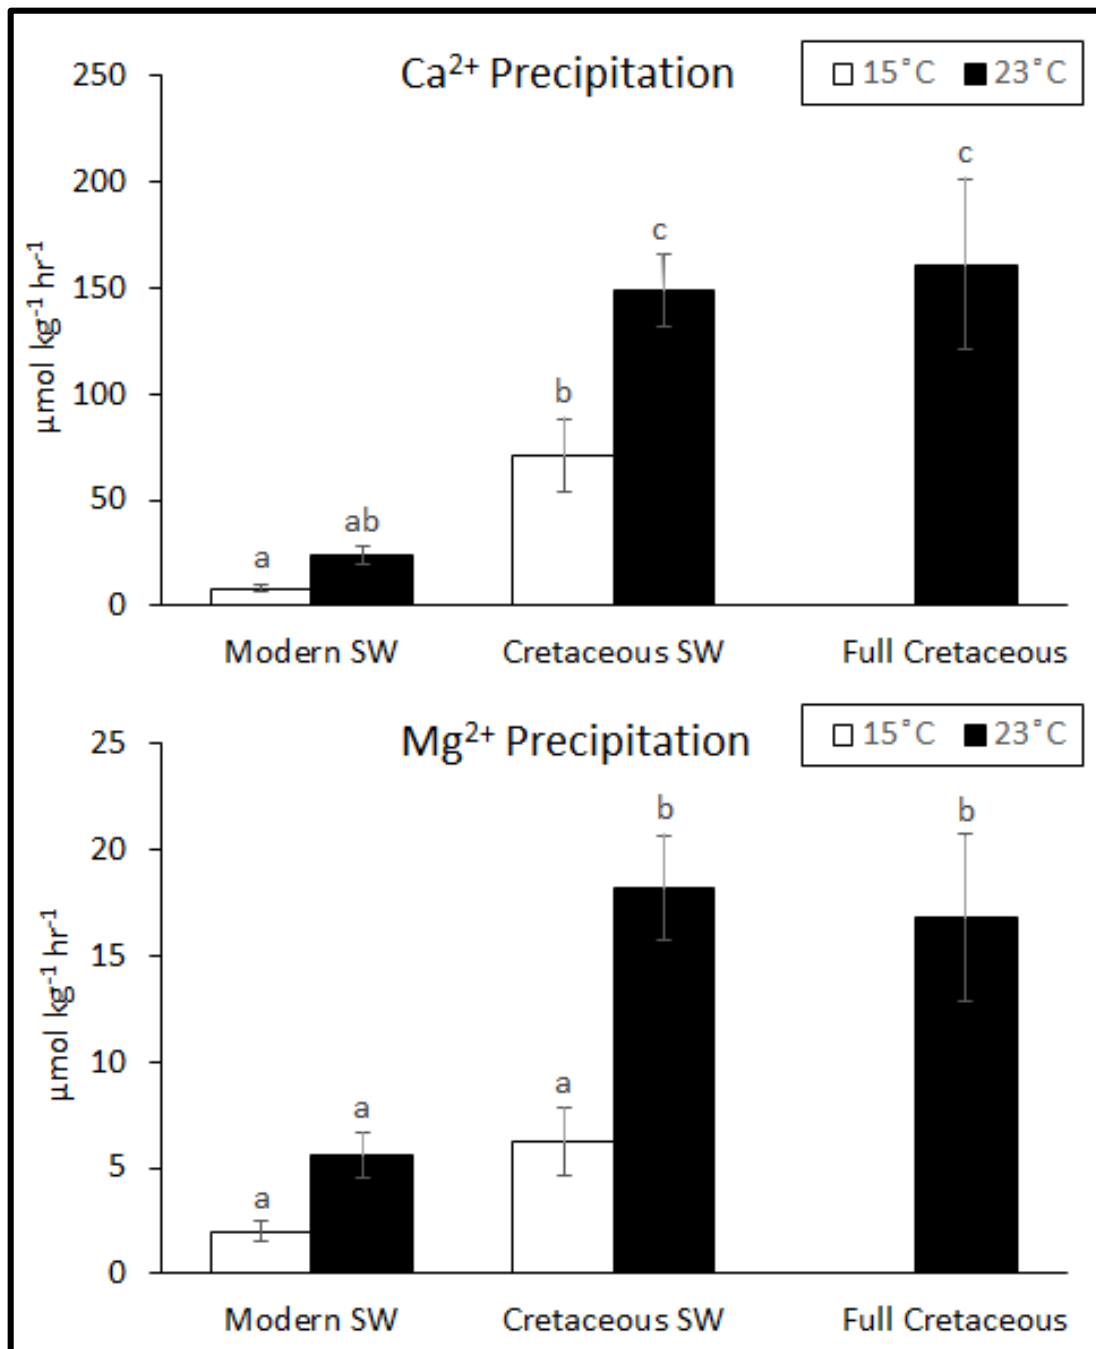 Ca²⁺ Precipitation
15˚C 23˚C
250
200
150
100
50
0
µmol kg⁻¹ hr⁻¹
a
ab
b
c
c
Modern SW Cretaceous SW Full Cretaceous
Mg²⁺ Precipitation
15˚C 23˚C
25
20
15
10
5
0
µmol kg⁻¹ hr⁻¹
a
a
a
b
b
Modern SW Cretaceous SW Full Cretaceous